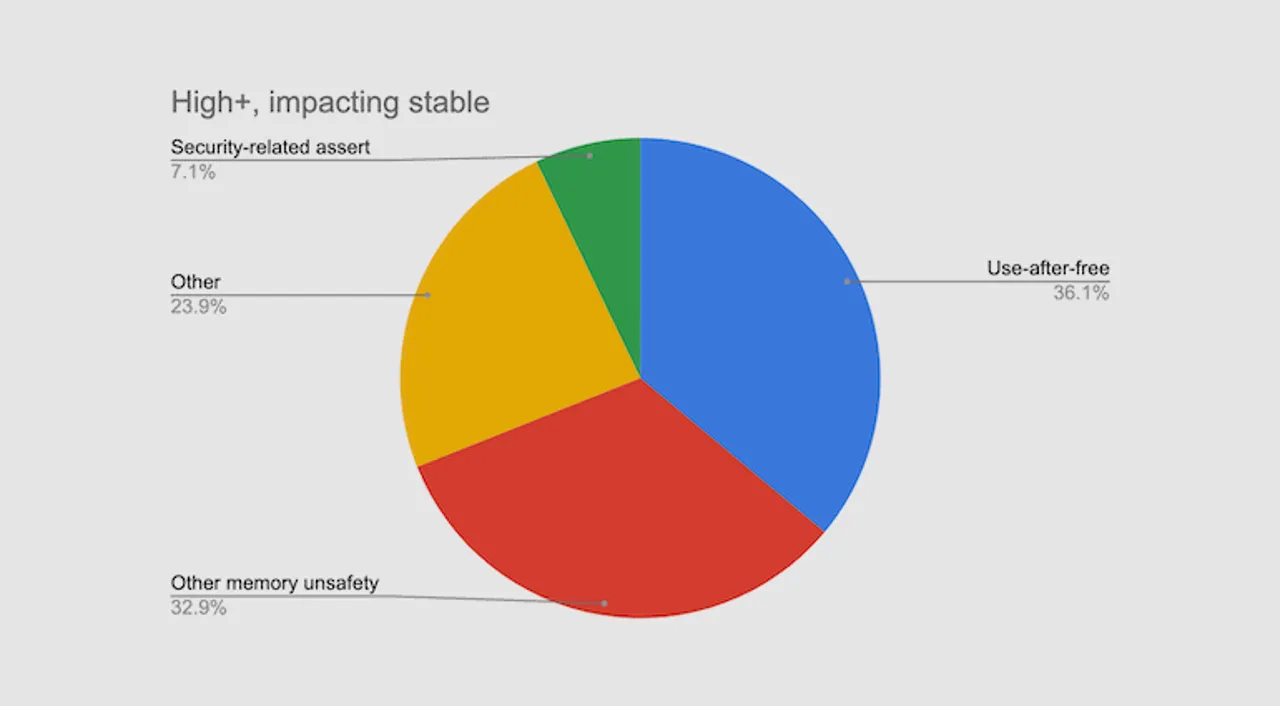 High+, impacting stable
Security-related assert
7.1%
Other
23.9%
Use-after-free
36.1%
Other memory unsafety
32.9%